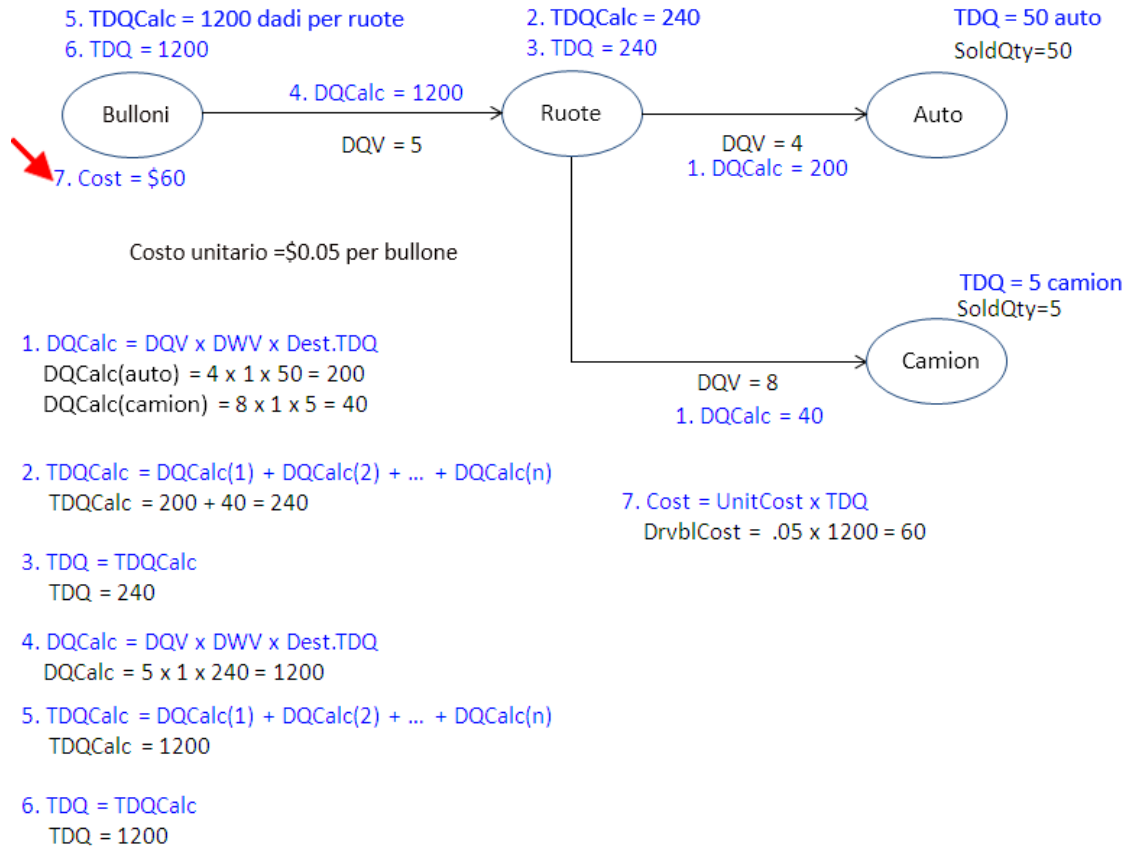 5. TDQCalc = 1200 dadi per ruote
6. TDQ = 1200
2. TDQCalc = 240
3. TDQ = 240
TDQ = 50 auto
SoldQty=50
Bulloni
4. DQCalc = 1200
DQV = 5
Ruote
DQV = 4
1. DQCalc = 200
Auto
7. Cost = $60
Costo unitario =$0.05 per bullone
TDQ = 5 camion
SoldQty=5
Camion
DQV = 8
1. DQCalc = 40
1. DQCalc = DQV x DWV x Dest.TDQ
DQCalc(auto) = 4 x 1 x 50 = 200
DQCalc(camion) = 8 x 1 x 5 = 40
2. TDQCalc = DQCalc(1) + DQCalc(2) + ... + DQCalc(n)
TDQCalc = 200 + 40 = 240
7. Cost = UnitCost x TDQ
DrvblCost = .05 x 1200 = 60
3. TDQ = TDQCalc
TDQ = 240
4. DQCalc = DQV x DWV x Dest.TDQ
DQCalc = 5 x 1 x 240 = 1200
5. TDQCalc = DQCalc(1) + DQCalc(2) + ... + DQCalc(n)
TDQCalc = 1200
6. TDQ = TDQCalc
TDQ = 1200